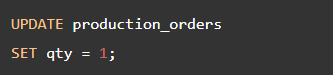 UPDATE production_orders
SET qty = 1;